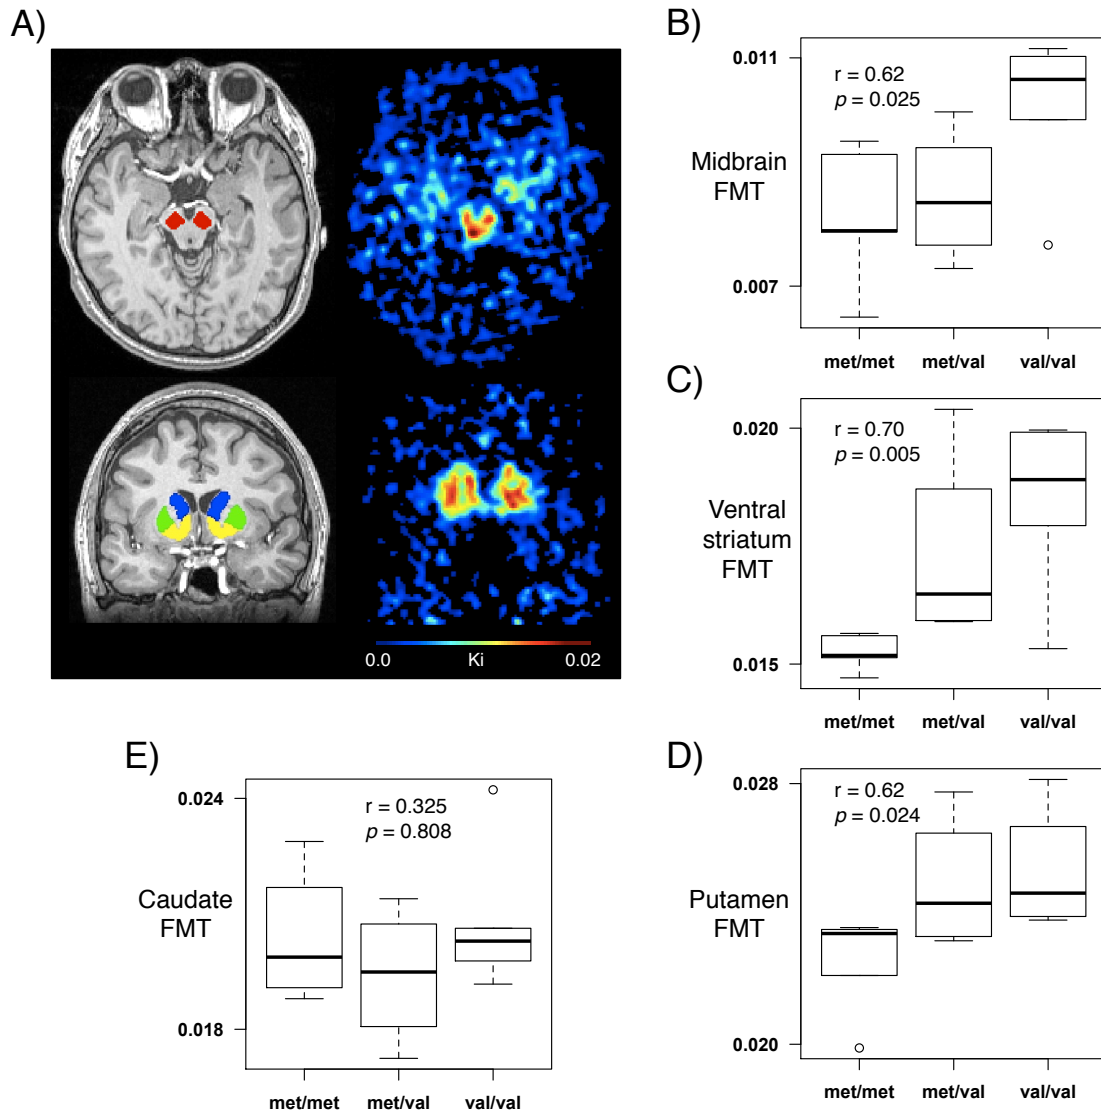 A)
0.0 Ki 0.02
B)
0.011
r = 0.62
p = 0.025
Midbrain
FMT
0.007
met/met met/val val/val
C)
0.020
r = 0.70
p = 0.005
Ventral
striatum
FMT
0.015
met/met met/val val/val
D)
0.028
r = 0.62
p = 0.024
Putamen
FMT
0.020
met/met met/val val/val
E)
0.024
r = 0.325
p = 0.808
Caudate
FMT
0.018
met/met met/val val/val